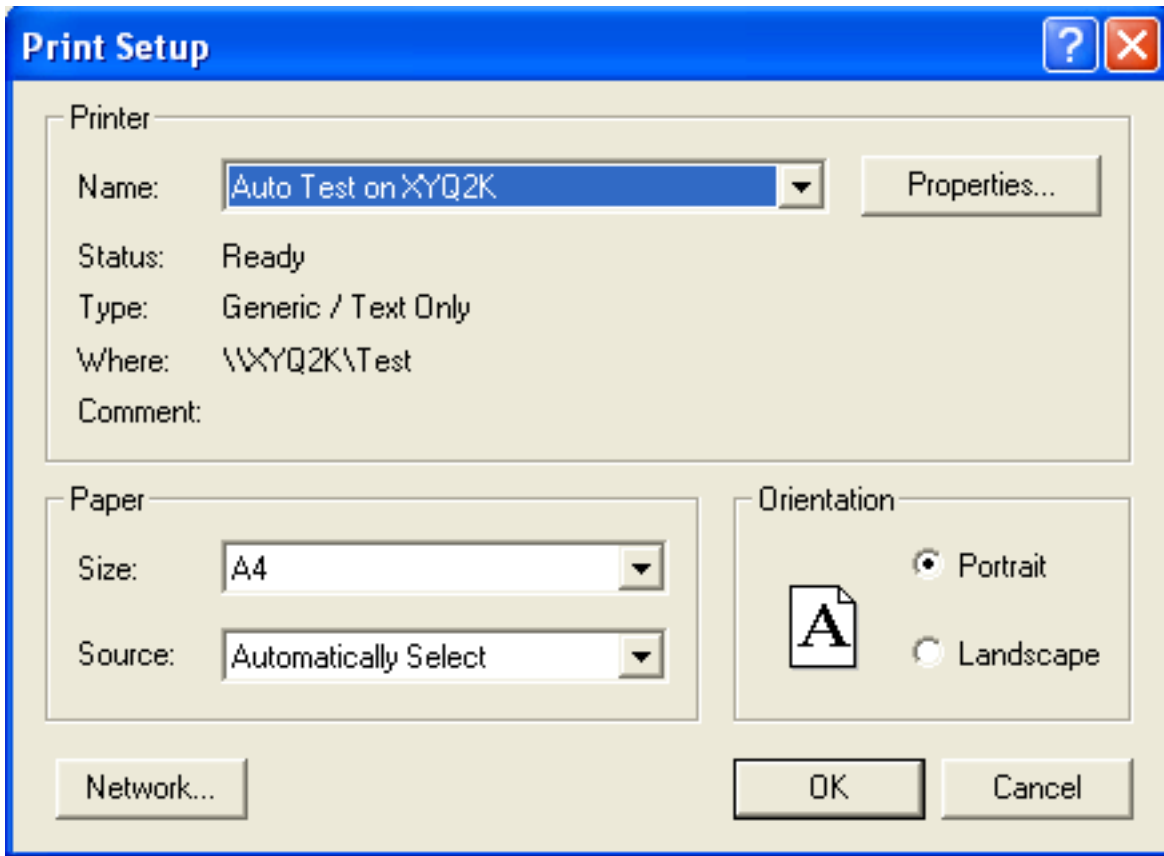 Print Setup
Printer
Name: Auto Test on XYQ2K Properties...
Status: Ready
Type: Generic / Text Only
Where: \\XYQ2K\Test
Comment:
Paper
Size: A4
Source: Automatically Select
Orientation
A
Portrait
Landscape
Network... OK Cancel